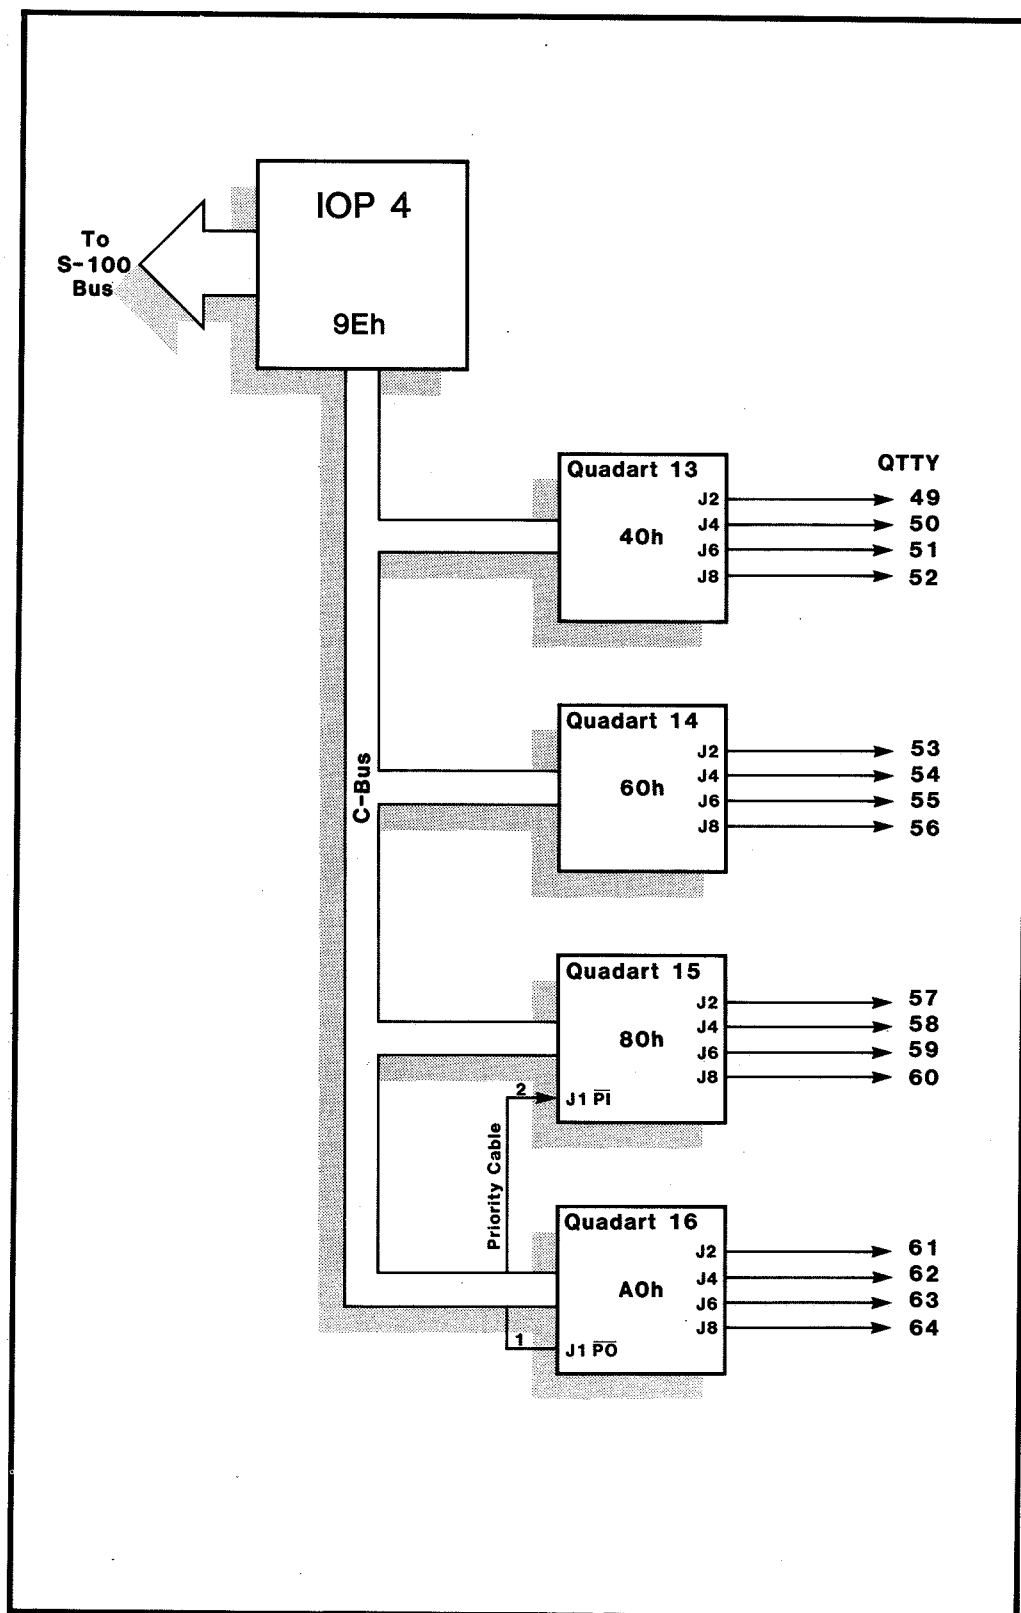 IOP 4
9Eh
To
S-100
Bus
C-Bus
QTTY
Quadart 13
40h
J2 49
J4 50
J6 51
J8 52
Quadart 14
60h
J2 53
J4 54
J6 55
J8 56
Quadart 15
80h
J2 57
J4 58
J6 59
J8 60
2
J1 P̅I̅
Priority Cable
Quadart 16
A0h
J2 61
J4 62
J6 63
J8 64
1
J1 P̅O̅